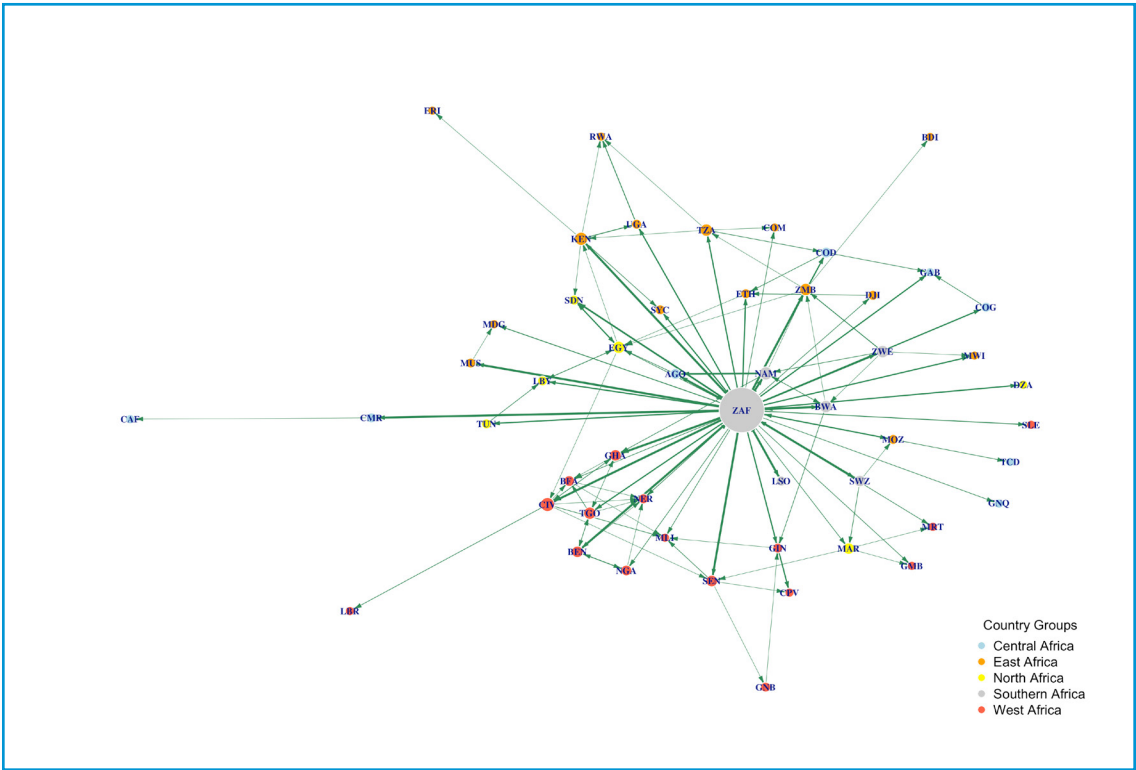 ERI
RWA
BDI
UGA
TZA
COM
KEN
COD
GAB
ETH
ZMB
DJI
SDN
SYC
COG
MDG
EGY
ZWE
MWI
MUS
AGO
NAM
LBY
DZA
ZAF
BWA
CAF
CMR
TUN
SLE
MOZ
GHA
TCD
BFA
LSO
SWZ
NER
CIV
TGO
GNQ
MRT
MLI
BEN
GIN
MAR
NGA
SEN
GMB
CPV
LBR
GNB
Country Groups
Central Africa
East Africa
North Africa
Southern Africa
West Africa